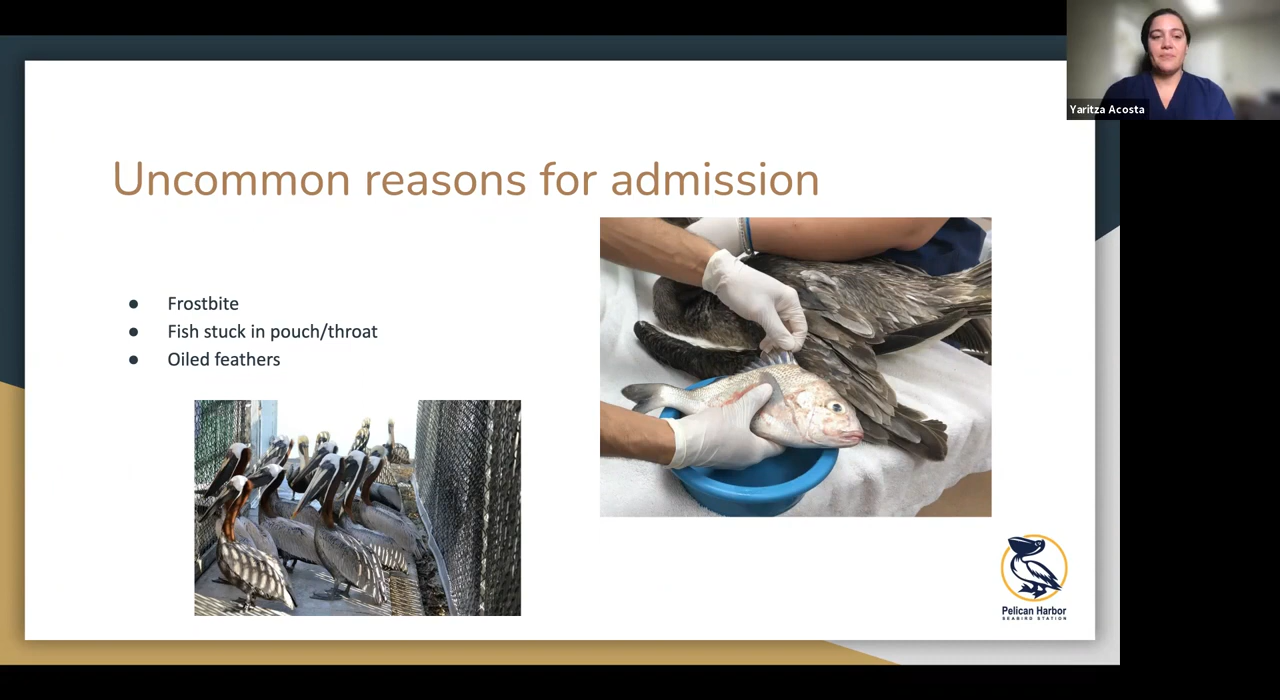 Yaritza Acosta
Uncommon reasons for admission
● Frostbite
● Fish stuck in pouch/throat
● Oiled feathers
Pelican Harbor
SEABIRD STATION